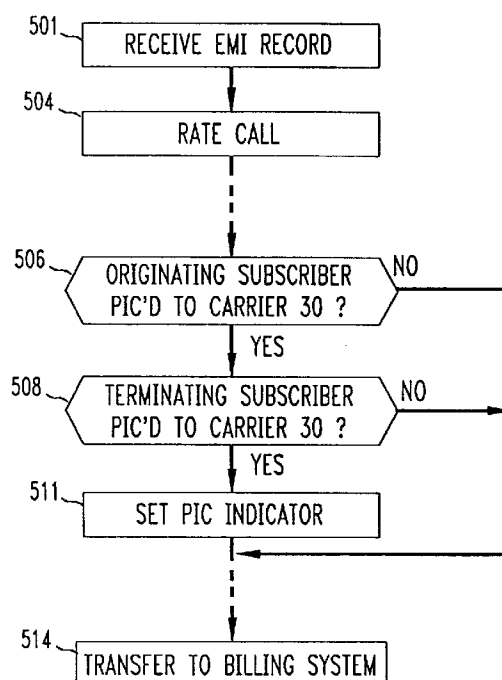 501
RECEIVE EMI RECORD
504
RATE CALL
506
ORIGINATING SUBSCRIBER
PIC'D TO CARRIER 30 ?
NO
YES
508
TERMINATING SUBSCRIBER
PIC'D TO CARRIER 30 ?
NO
YES
511
SET PIC INDICATOR
514
TRANSFER TO BILLING SYSTEM